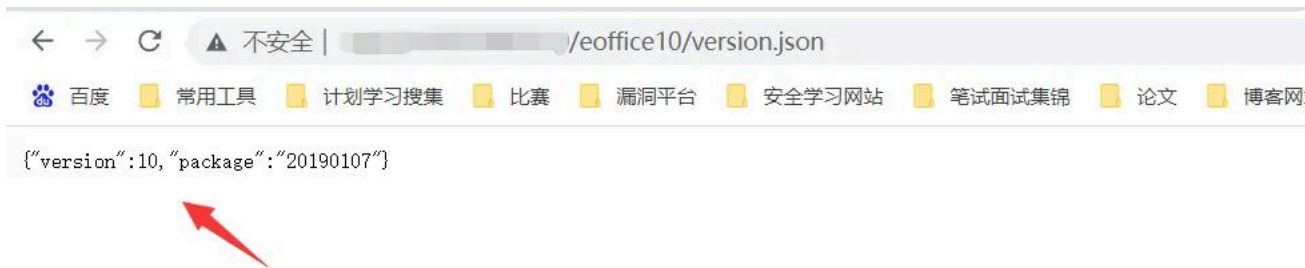 不安全 | /eoffice10/version.json
百度 常用工具 计划学习搜集 比赛 漏洞平台 安全学习网站 笔试面试集锦 论文 博客网
{"version":10,"package":"20190107"}